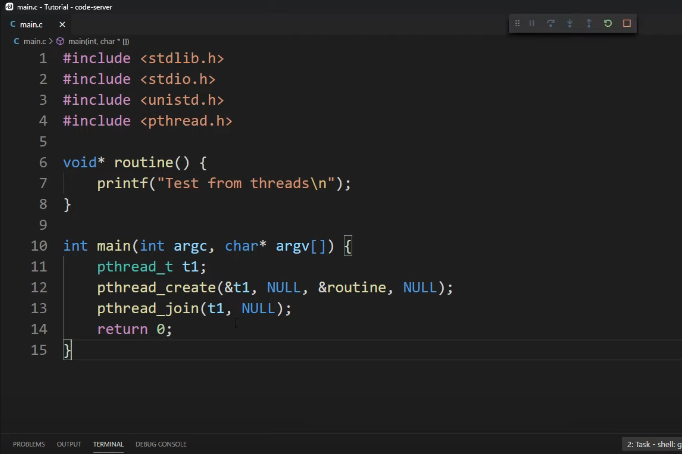 main.c - Tutorial - code-server
C main.c ×
C main.c > main(int, char * [])
1 #include <stdlib.h>
2 #include <stdio.h>
3 #include <unistd.h>
4 #include <pthread.h>
5
6 void* routine() {
7     printf("Test from threads\n");
8 }
9
10 int main(int argc, char* argv[]) {
11     pthread_t t1;
12     pthread_create(&t1, NULL, &routine, NULL);
13     pthread_join(t1, NULL);
14     return 0;
15 }
PROBLEMS OUTPUT TERMINAL DEBUG CONSOLE 2: Task - shell: g